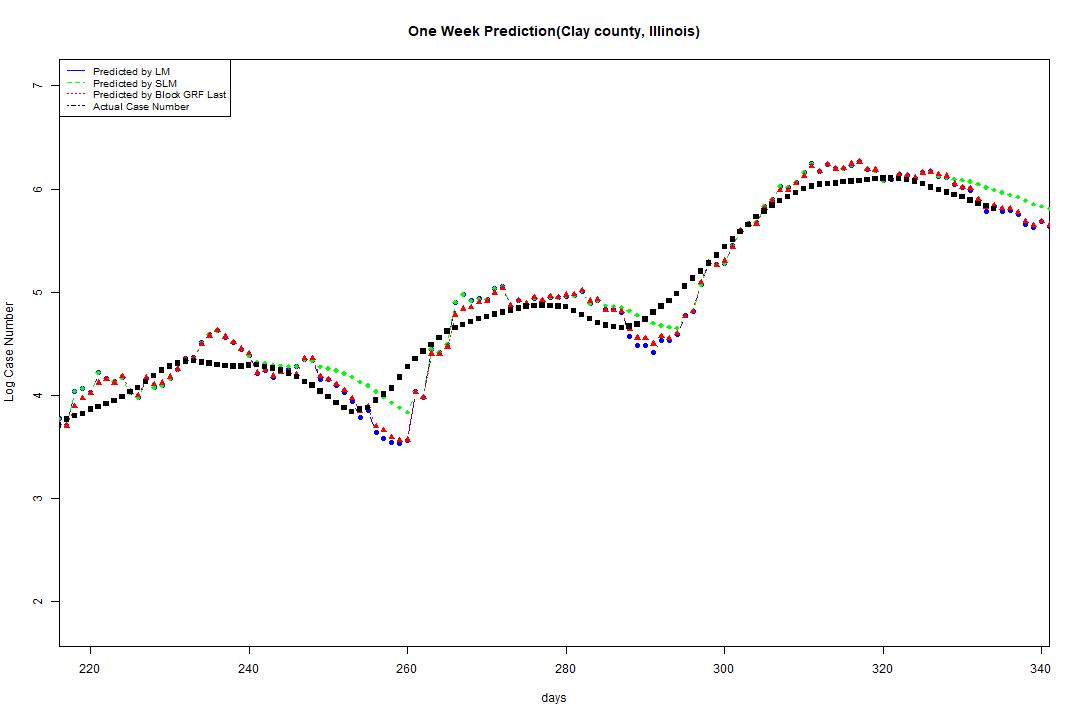 One Week Prediction(Clay county, Illinois)
Predicted by LM
Predicted by SLM
Predicted by Block GRF Last
Actual Case Number
Log Case Number
7
6
5
4
3
2
220 240 260 280 300 320 340
days